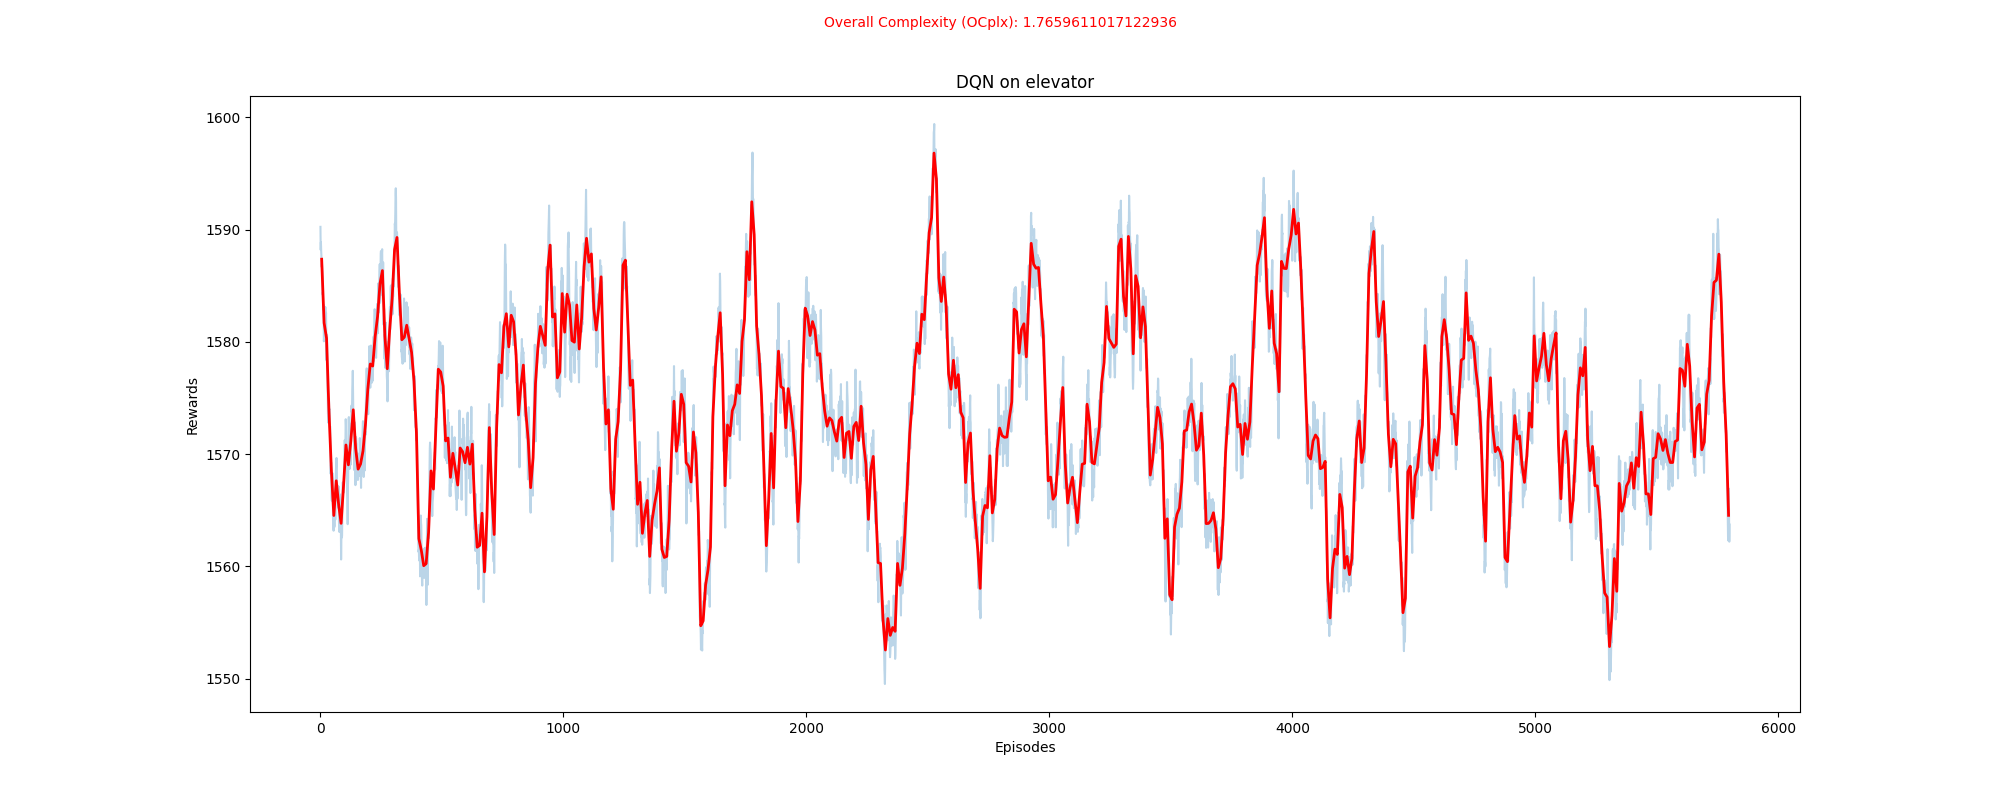 Overall Complexity (OCplx): 1.7659611017122936
DQN on elevator
1600
1590
1580
1570
1560
1550
Rewards
0 1000 2000 3000 4000 5000 6000
Episodes